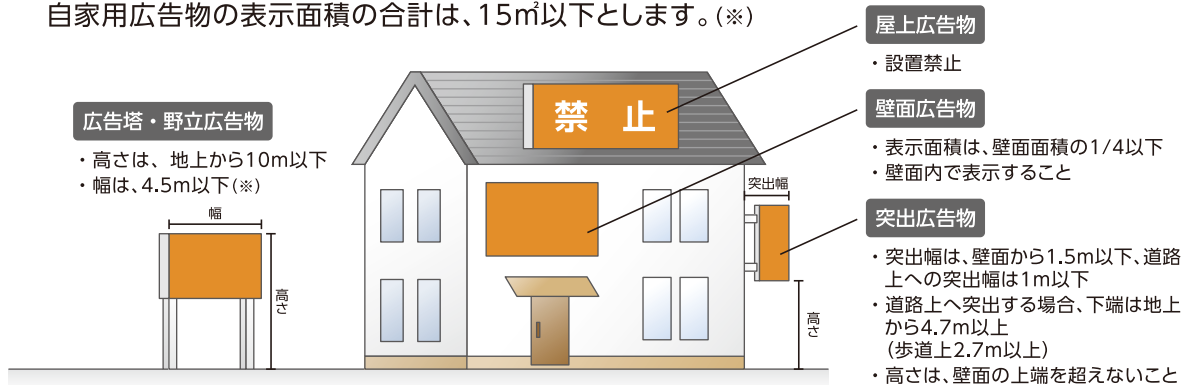 自家用広告物の表示面積の合計は、15㎡以下とします。(※)
広告塔・野立広告物
・高さは、地上から10m以下
・幅は、4.5m以下(※)
幅
高さ
禁 止
突出幅
高さ
屋上広告物
・設置禁止
壁面広告物
・表示面積は、壁面面積の1/4以下
・壁面内で表示すること
突出広告物
・突出幅は、壁面から1.5m以下、道路
上への突出幅は1m以下
・道路上へ突出する場合、下端は地上
から4.7m以上
(歩道上2.7m以上)
・高さは、壁面の上端を超えないこと